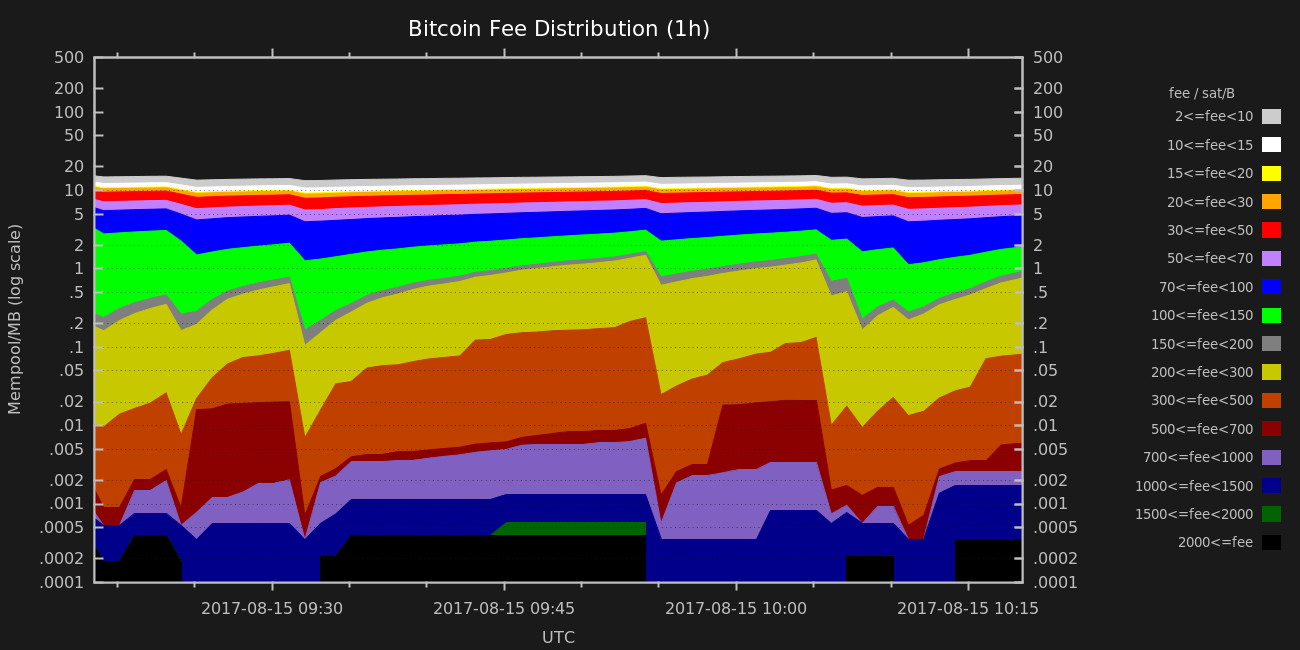 Bitcoin Fee Distribution (1h)
500 500
200 200
100 100
50 50
20 20
10 10
5 5
2 2
1 1
.5 .5
.2 .2
.1 .1
.05 .05
.02 .02
.01 .01
.005 .005
.002 .002
.001 .001
.0005 .0005
.0002 .0002
.0001 .0001
Mempool/MB (log scale)
2017-08-15 09:30 2017-08-15 09:45 2017-08-15 10:00 2017-08-15 10:15
UTC
fee / sat/B
2<=fee<10
10<=fee<15
15<=fee<20
20<=fee<30
30<=fee<50
50<=fee<70
70<=fee<100
100<=fee<150
150<=fee<200
200<=fee<300
300<=fee<500
500<=fee<700
700<=fee<1000
1000<=fee<1500
1500<=fee<2000
2000<=fee